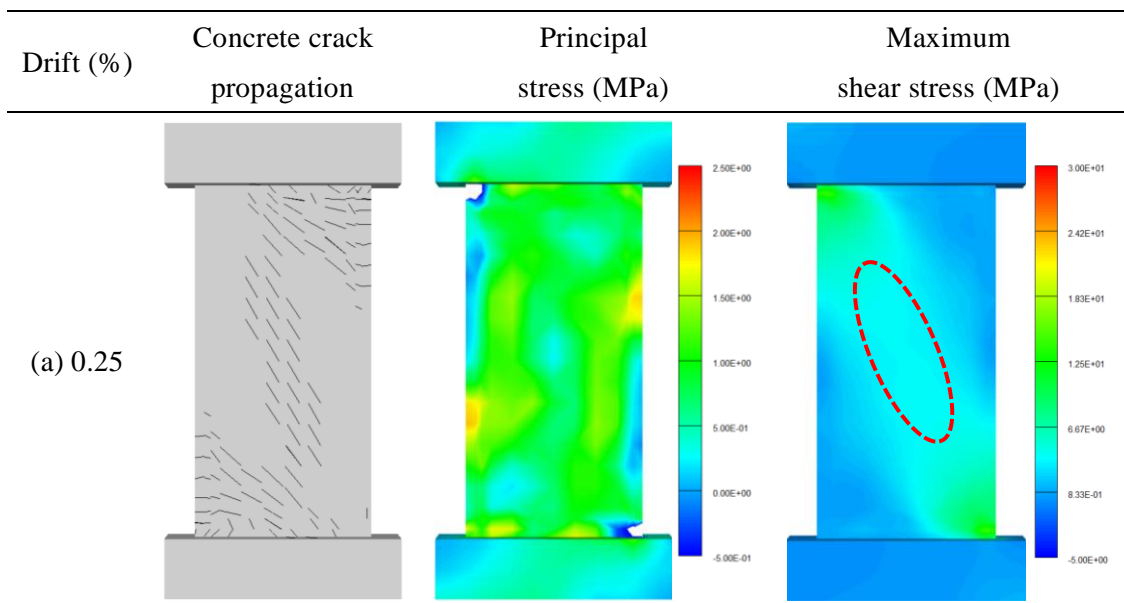 Drift (%)
Concrete crack
propagation
Principal
stress (MPa)
Maximum
shear stress (MPa)
(a) 0.25
2.50E+00
2.00E+00
1.50E+00
1.00E+00
5.00E-01
0.00E+00
-5.00E-01
3.00E+01
2.42E+01
1.83E+01
1.25E+01
6.67E+00
8.33E-01
-5.00E+00